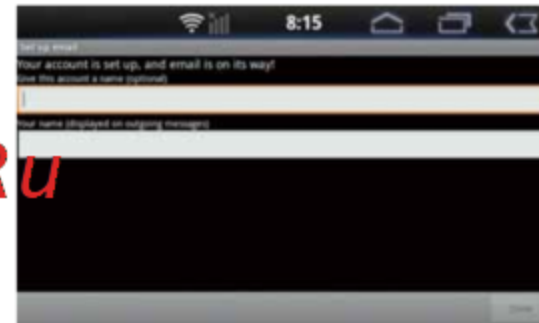 8:15
Set up email
Your account is set up, and email is on its way!
Give this account a name (optional)
Your name (displayed on outgoing messages)
u
Done